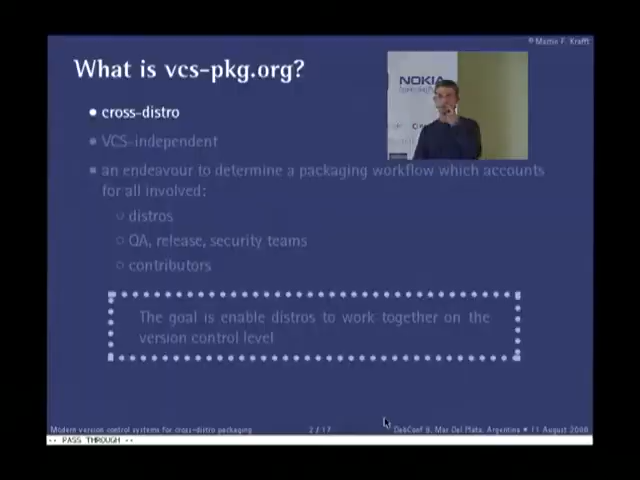 © Martin F. Krafft
What is vcs-pkg.org?
NOKIA
cross-distro
VCS-independent
an endeavour to determine a packaging workflow which accounts
for all involved:
distros
QA, release, security teams
contributors
The goal is enable distros to work together on the
version control level
Modern version control systems for cross-distro packaging
2 / 17
DebConf 8, Mar Del Plata, Argentina • 11 August 2008
-- PASS THROUGH --